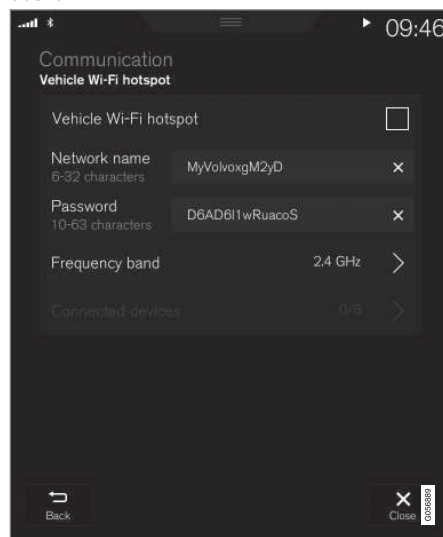 09:46
Communication
Vehicle Wi-Fi hotspot
Vehicle Wi-Fi hotspot
Network name
6-32 characters
MyVolvoxgM2yD
Password
10-63 characters
D6AD6I1wRuacoS
Frequency band
2.4 GHz
Connected devices
0/8
Back
Close
G056889